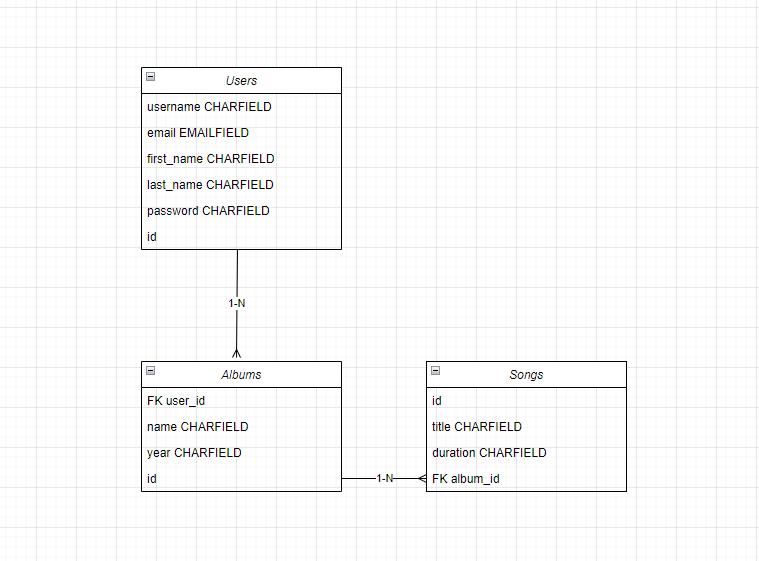 Users
username CHARFIELD
email EMAILFIELD
first_name CHARFIELD
last_name CHARFIELD
password CHARFIELD
id
1-N
Albums
FK user_id
name CHARFIELD
year CHARFIELD
id
1-N
Songs
id
title CHARFIELD
duration CHARFIELD
FK album_id